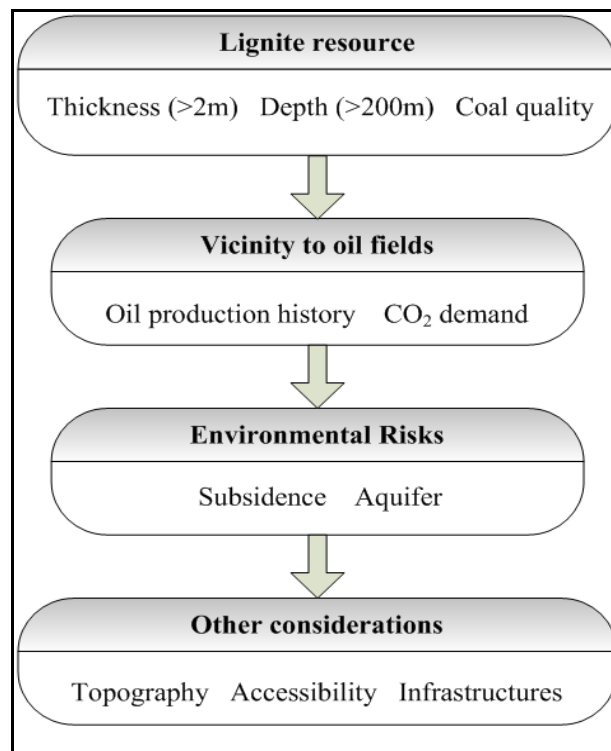 Lignite resource
Thickness (>2m) Depth (>200m) Coal quality
Vicinity to oil fields
Oil production history CO₂ demand
Environmental Risks
Subsidence Aquifer
Other considerations
Topography Accessibility Infrastructures